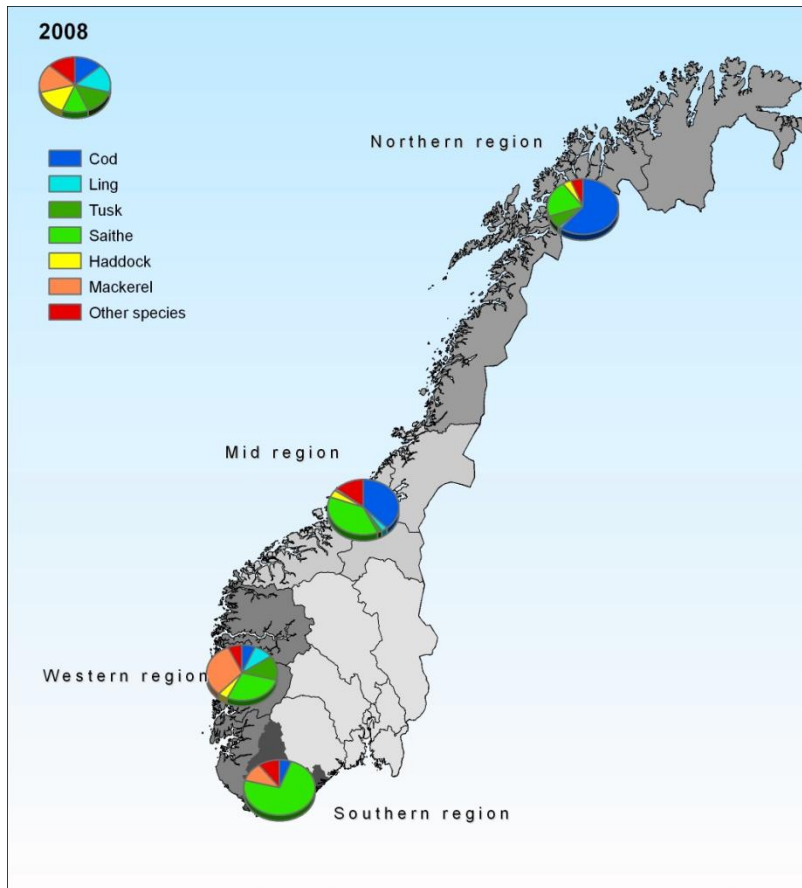 2008
Cod
Ling
Tusk
Saithe
Haddock
Mackerel
Other species
Northern region
Mid region
Western region
Southern region